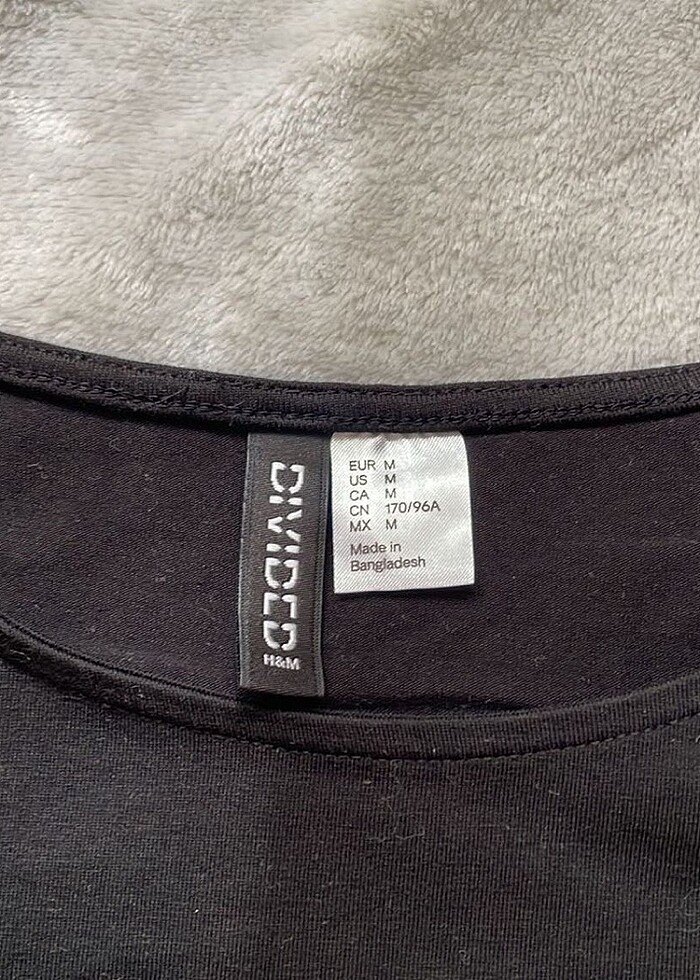 DIVIDED
H&M
EUR M
US M
CA M
CN 170/96A
MX M
Made in
Bangladesh